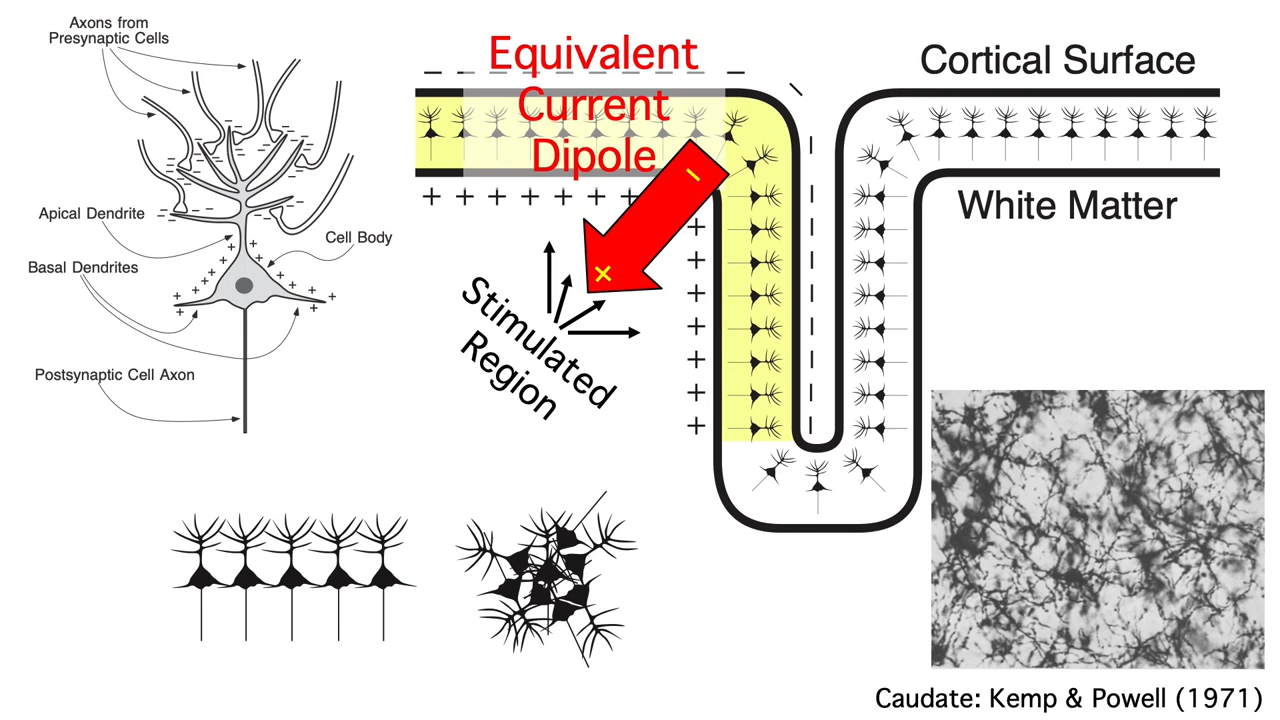 Axons from
Presynaptic Cells
Apical Dendrite
Cell Body
Basal Dendrites
Postsynaptic Cell Axon
Equivalent
Current
Dipole
Cortical Surface
White Matter
Stimulated
Region
Caudate: Kemp & Powell (1971)